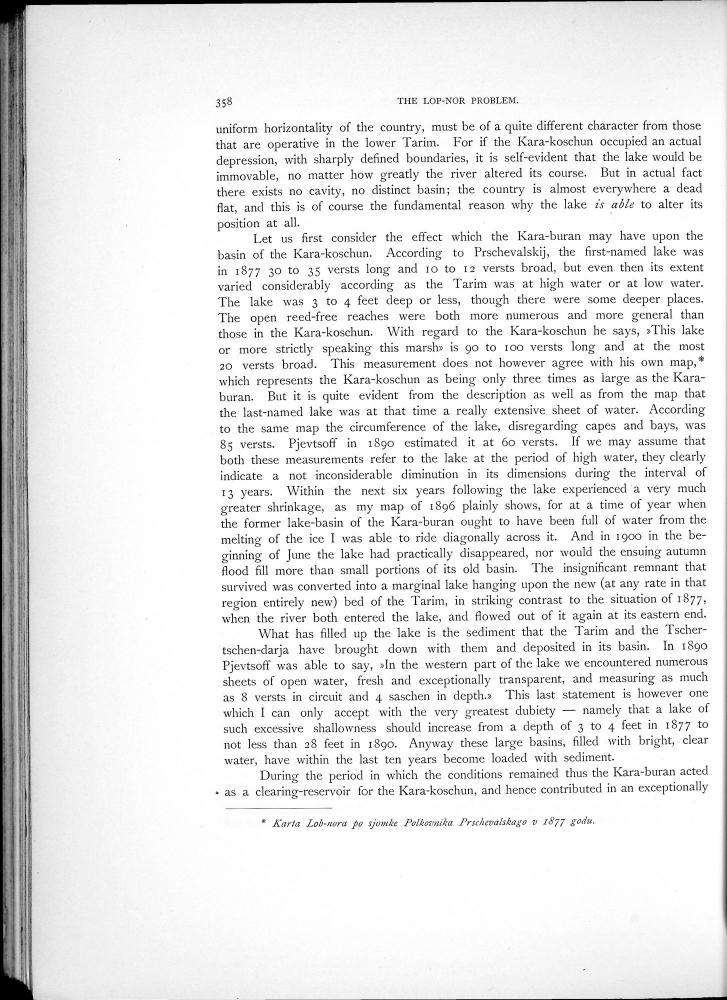 358 THE LOP-NOR PROBLEM.
uniform horizontality of the country, must be of a quite different character from those
that are operative in the lower Tarim. For if the Kara-koschun occupied an actual
depression, with sharply defined boundaries, it is self-evident that the lake would be
immovable, no matter how greatly the river altered its course. But in actual fact
there exists no cavity, no distinct basin; the country is almost everywhere a dead
flat, and this is of course the fundamental reason why the lake is able to alter its
position at all.
Let us first consider the effect which the Kara-buran may have upon the
basin of the Kara-koschun. According to Prschevalskij, the first-named lake was
in 1877 30 to 35 versts long and 10 to 12 versts broad, but even then its extent
varied considerably according as the Tarim was at high water or at low water.
The lake was 3 to 4 feet deep or less, though there were some deeper places.
The open reed-free reaches were both more numerous and more general than
those in the Kara-koschun. With regard to the Kara-koschun he says, »This lake
or more strictly speaking this marsh» is 90 to 100 versts long and at the most
20 versts broad. This measurement does not however agree with his own map,*
which represents the Kara-koschun as being only three times as large as the Kara-
buran. But it is quite evident from the description as well as from the map that
the last-named lake was at that time a really extensive sheet of water. According
to the same map the circumference of the lake, disregarding capes and bays, was
85 versts. Pjevtsoff in 1890 estimated it at 60 versts. If we may assume that
both these measurements refer to the lake at the period of high water, they clearly
indicate a not inconsiderable diminution in its dimensions during the interval of
13 years. Within the next six years following the lake experienced a very much
greater shrinkage, as my map of 1896 plainly shows, for at a time of year when
the former lake-basin of the Kara-buran ought to have been full of water from the
melting of the ice I was able to ride diagonally across it. And in 1900 in the be-
ginning of June the lake had practically disappeared, nor would the ensuing autumn
flood fill more than small portions of its old basin. The insignificant remnant that
survived was converted into a marginal lake hanging upon the new (at any rate in that
region entirely new) bed of the Tarim, in striking contrast to the situation of 1877,
when the river both entered the lake, and flowed out of it again at its eastern end.
What has filled up the lake is the sediment that the Tarim and the Tscher-
tschen-darja have brought down with them and deposited in its basin. In 1890
Pjevtsoff was able to say, »In the western part of the lake we encountered numerous
sheets of open water, fresh and exceptionally transparent, and measuring as much
as 8 versts in circuit and 4 saschen in depth.» This last statement is however one
which I can only accept with the very greatest dubiety — namely that a lake of
such excessive shallowness should increase from a depth of 3 to 4 feet in 1877 to
not less than 28 feet in 1890. Anyway these large basins, filled with bright, clear
water, have within the last ten years become loaded with sediment.
During the period in which the conditions remained thus the Kara-buran acted
as a clearing-reservoir for the Kara-koschun, and hence contributed in an exceptionally
* Karta Lob-nora po sjomke Polkovnika Prschevalskago v 1877 godu.